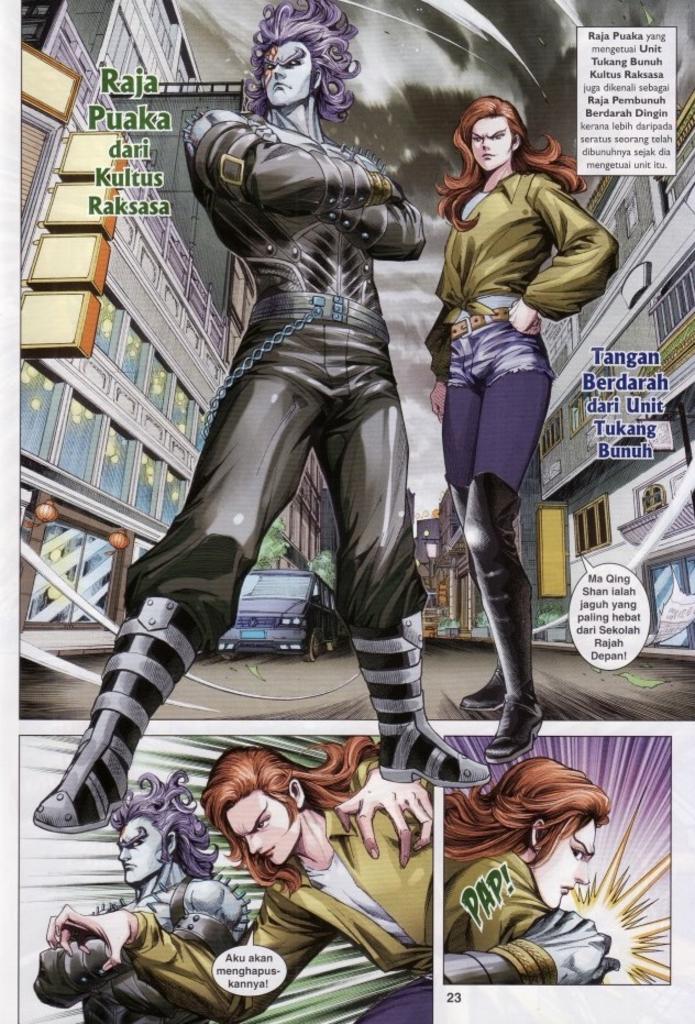 Raja
Puaka
dari
Kultus
Raksasa
Raja Puaka yang
mengetuai Unit
Tukang Bunuh
Kultus Raksasa
juga dikenali sebagai
Raja Pembunuh
Berdarah Dingin
kerana lebih daripada
seratus seorang telah
dibunuhnya sejak dia
mengetuai unit itu.
Tangan
Berdarah
dari Unit
Tukang
Bunuh
Ma Qing
Shan ialah
jaguh yang
paling hebat
dari Sekolah
Rajah
Depan!
Aku akan
menghapus-
kannya!
PAP!
23